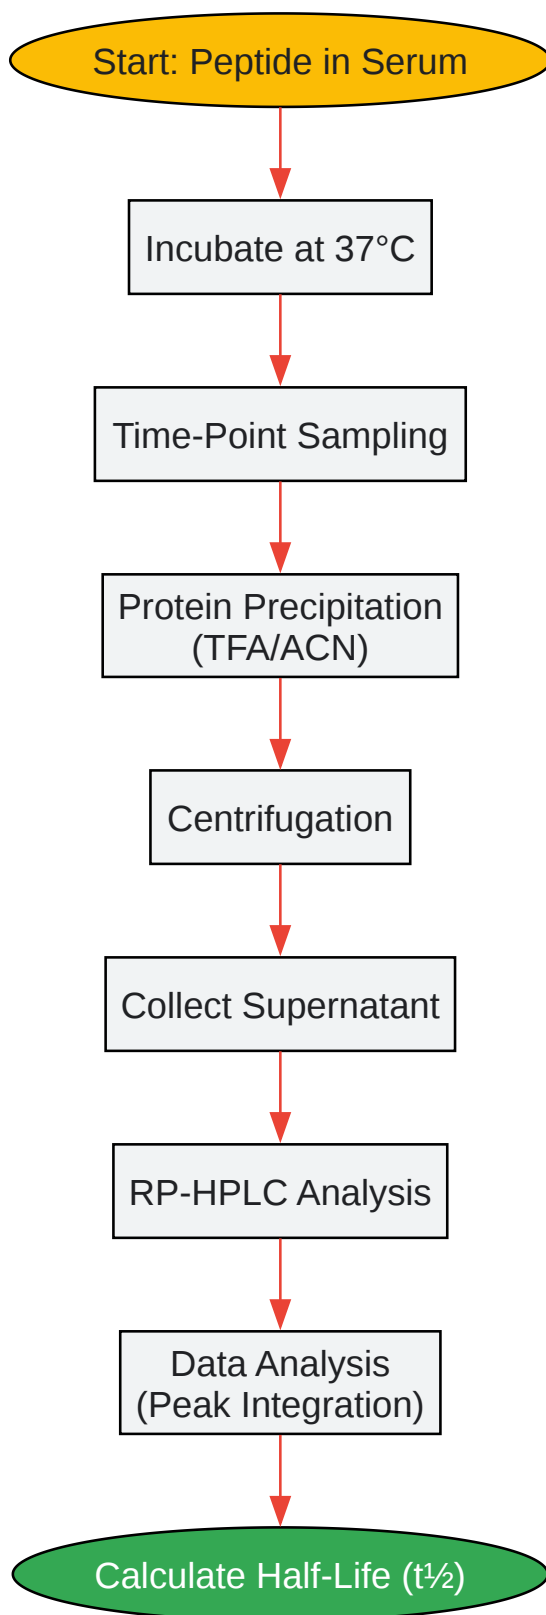 Start: Peptide in Serum
Incubate at 37°C
Time-Point Sampling
Protein Precipitation
(TFA/ACN)
Centrifugation
Collect Supernatant
RP-HPLC Analysis
Data Analysis
(Peak Integration)
Calculate Half-Life (t½)